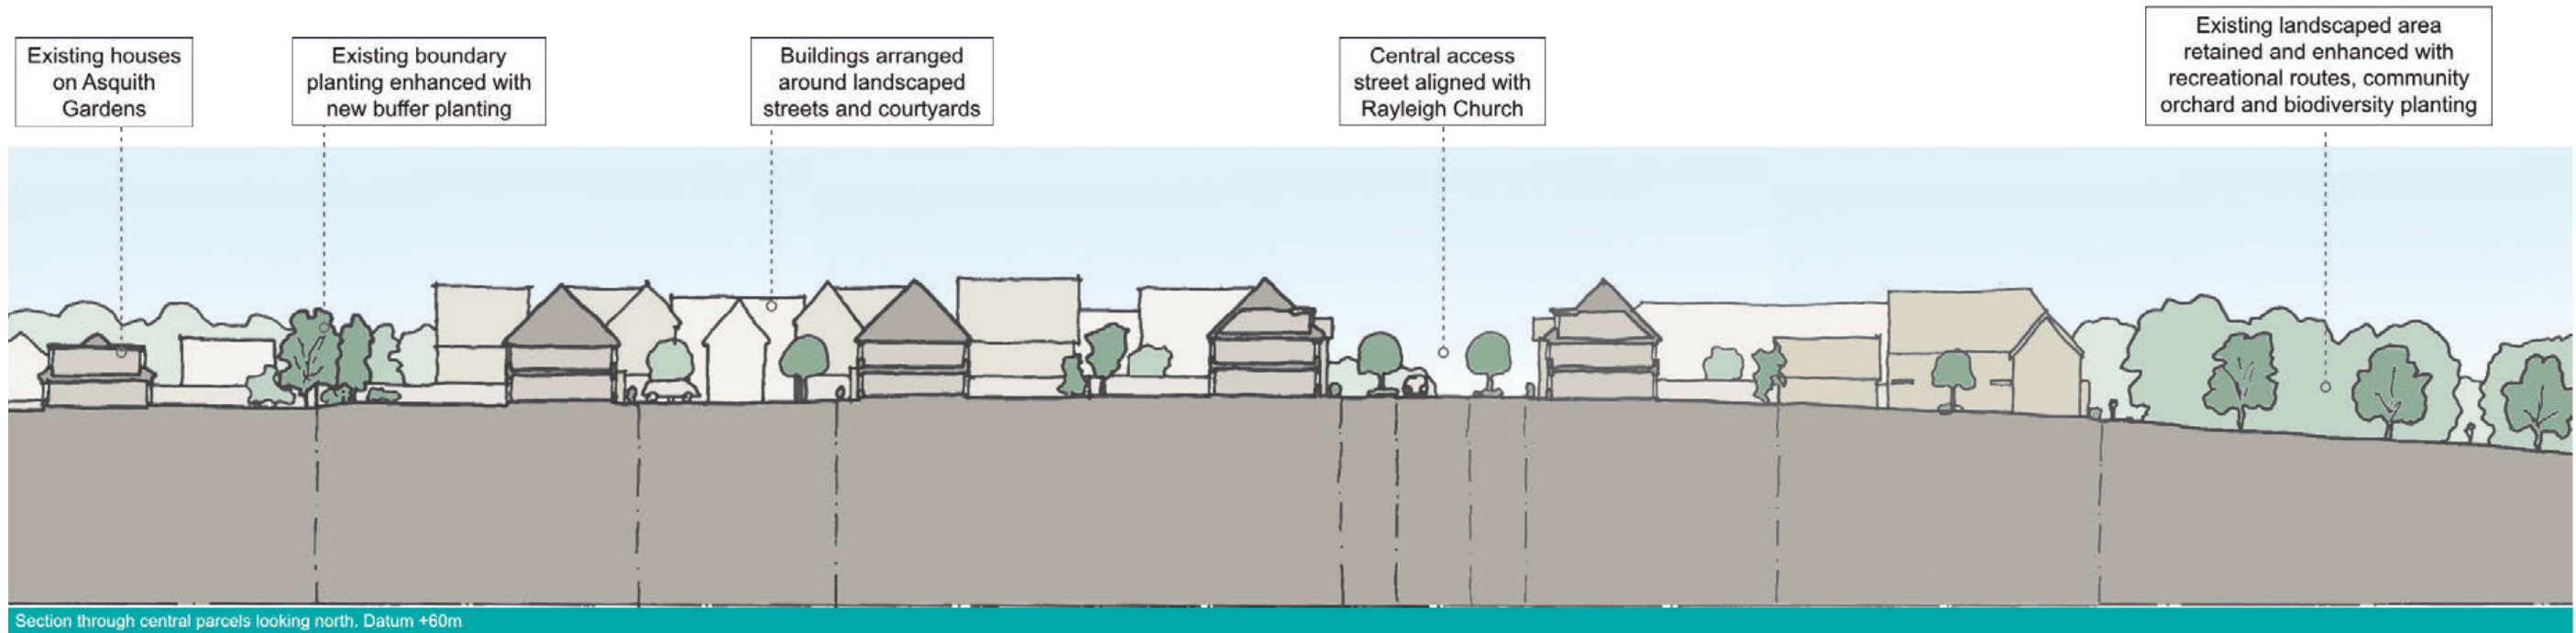 Existing houses
on Asquith
Gardens
Existing boundary
planting enhanced with
new buffer planting
Buildings arranged
around landscaped
streets and courtyards
Central access
street aligned with
Rayleigh Church
Existing landscaped area
retained and enhanced with
recreational routes, community
orchard and biodiversity planting
Section through central parcels looking north. Datum +60m